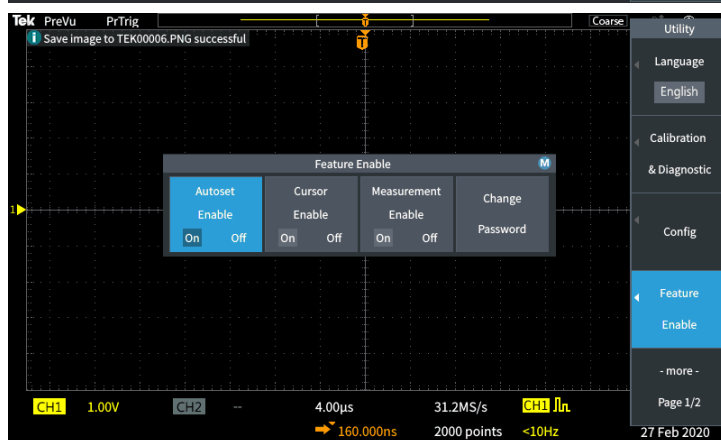 Tek PreVu PrTrig Coarse
Save image to TEK00006.PNG successful
T
Utility
Language
English
Calibration
& Diagnostic
Config
Feature
Enable
- more -
Page 1/2
Feature Enable M
Autoset
Enable
On Off
Cursor
Enable
On Off
Measurement
Enable
On Off
Change
Password
1
CH1 1.00V CH2 -- 4.00µs 31.2MS/s CH1
160.000ns 2000 points <10Hz 27 Feb 2020